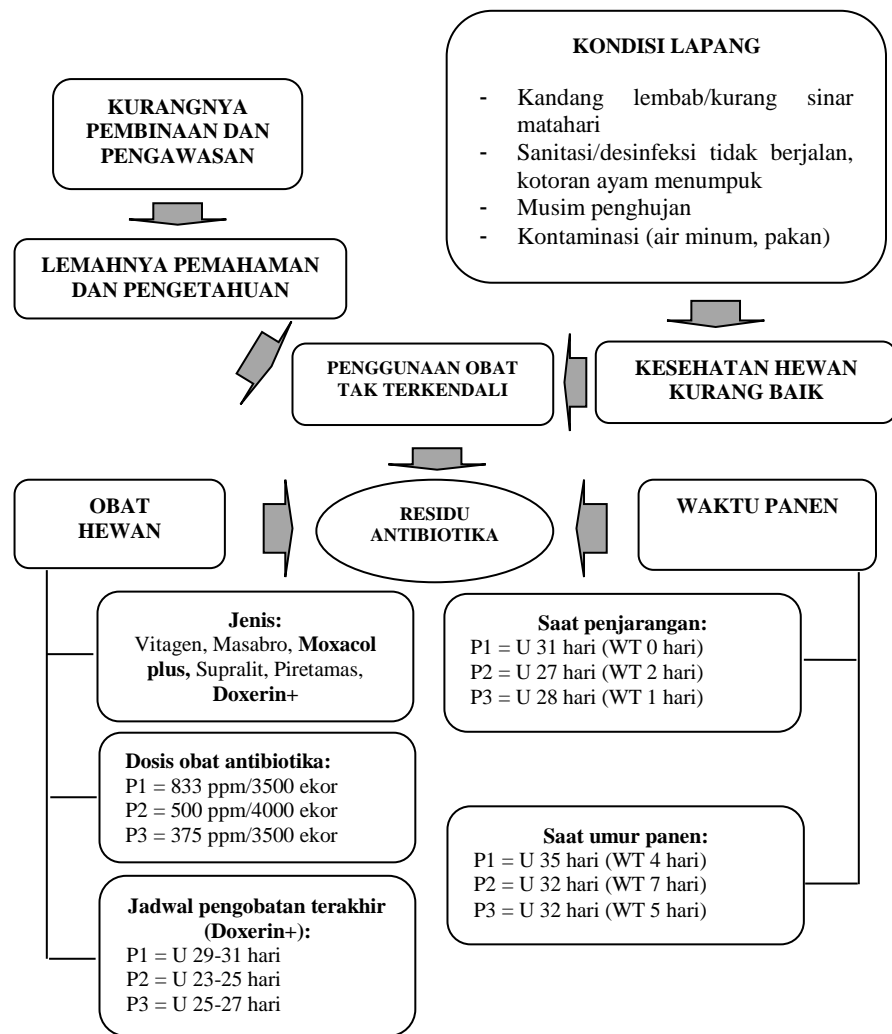 KONDISI LAPANG
- Kandang lembab/kurang sinar
matahari
- Sanitasi/desinfeksi tidak berjalan,
kotoran ayam menumpuk
- Musim penghujan
- Kontaminasi (air minum, pakan)
KURANGNYA
PEMBINAAN DAN
PENGAWASAN
LEMAHNYA PEMAHAMAN
DAN PENGETAHUAN
PENGGUNAAN OBAT
TAK TERKENDALI
KESEHATAN HEWAN
KURANG BAIK
OBAT
HEWAN
RESIDU
ANTIBIOTIKA
WAKTU PANEN
Jenis:
Vitagen, Masabro, Moxacol
plus, Supralit, Piretamas,
Doxerin+
Dosis obat antibiotika:
P1 = 833 ppm/3500 ekor
P2 = 500 ppm/4000 ekor
P3 = 375 ppm/3500 ekor
Jadwal pengobatan terakhir
(Doxerin+):
P1 = U 29-31 hari
P2 = U 23-25 hari
P3 = U 25-27 hari
Saat penjarangan:
P1 = U 31 hari (WT 0 hari)
P2 = U 27 hari (WT 2 hari)
P3 = U 28 hari (WT 1 hari)
Saat umur panen:
P1 = U 35 hari (WT 4 hari)
P2 = U 32 hari (WT 7 hari)
P3 = U 32 hari (WT 5 hari)